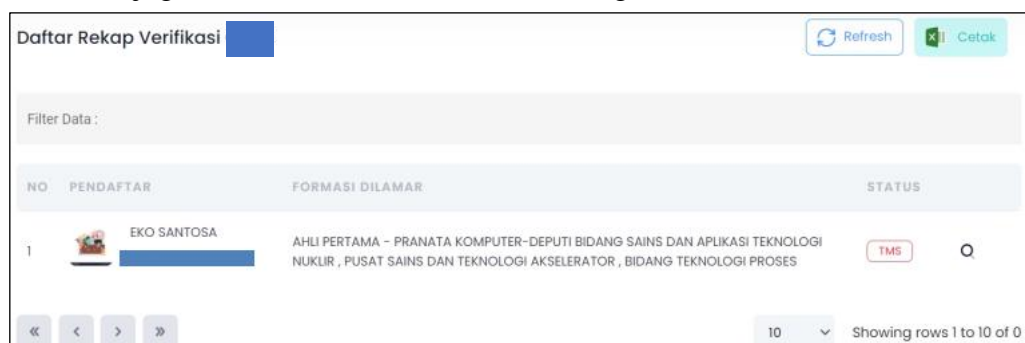 Daftar Rekap Verifikasi
Refresh
Cetak
Filter Data :
NO PENDAFTAR FORMASI DILAMAR STATUS
1 EKO SANTOSA
AHLI PERTAMA - PRANATA KOMPUTER-DEPUTI BIDANG SAINS DAN APLIKASI TEKNOLOGI
NUKLIR , PUSAT SAINS DAN TEKNOLOGI AKSELERATOR , BIDANG TEKNOLOGI PROSES
TMS
« < > »
10
Showing rows 1 to 10 of 0